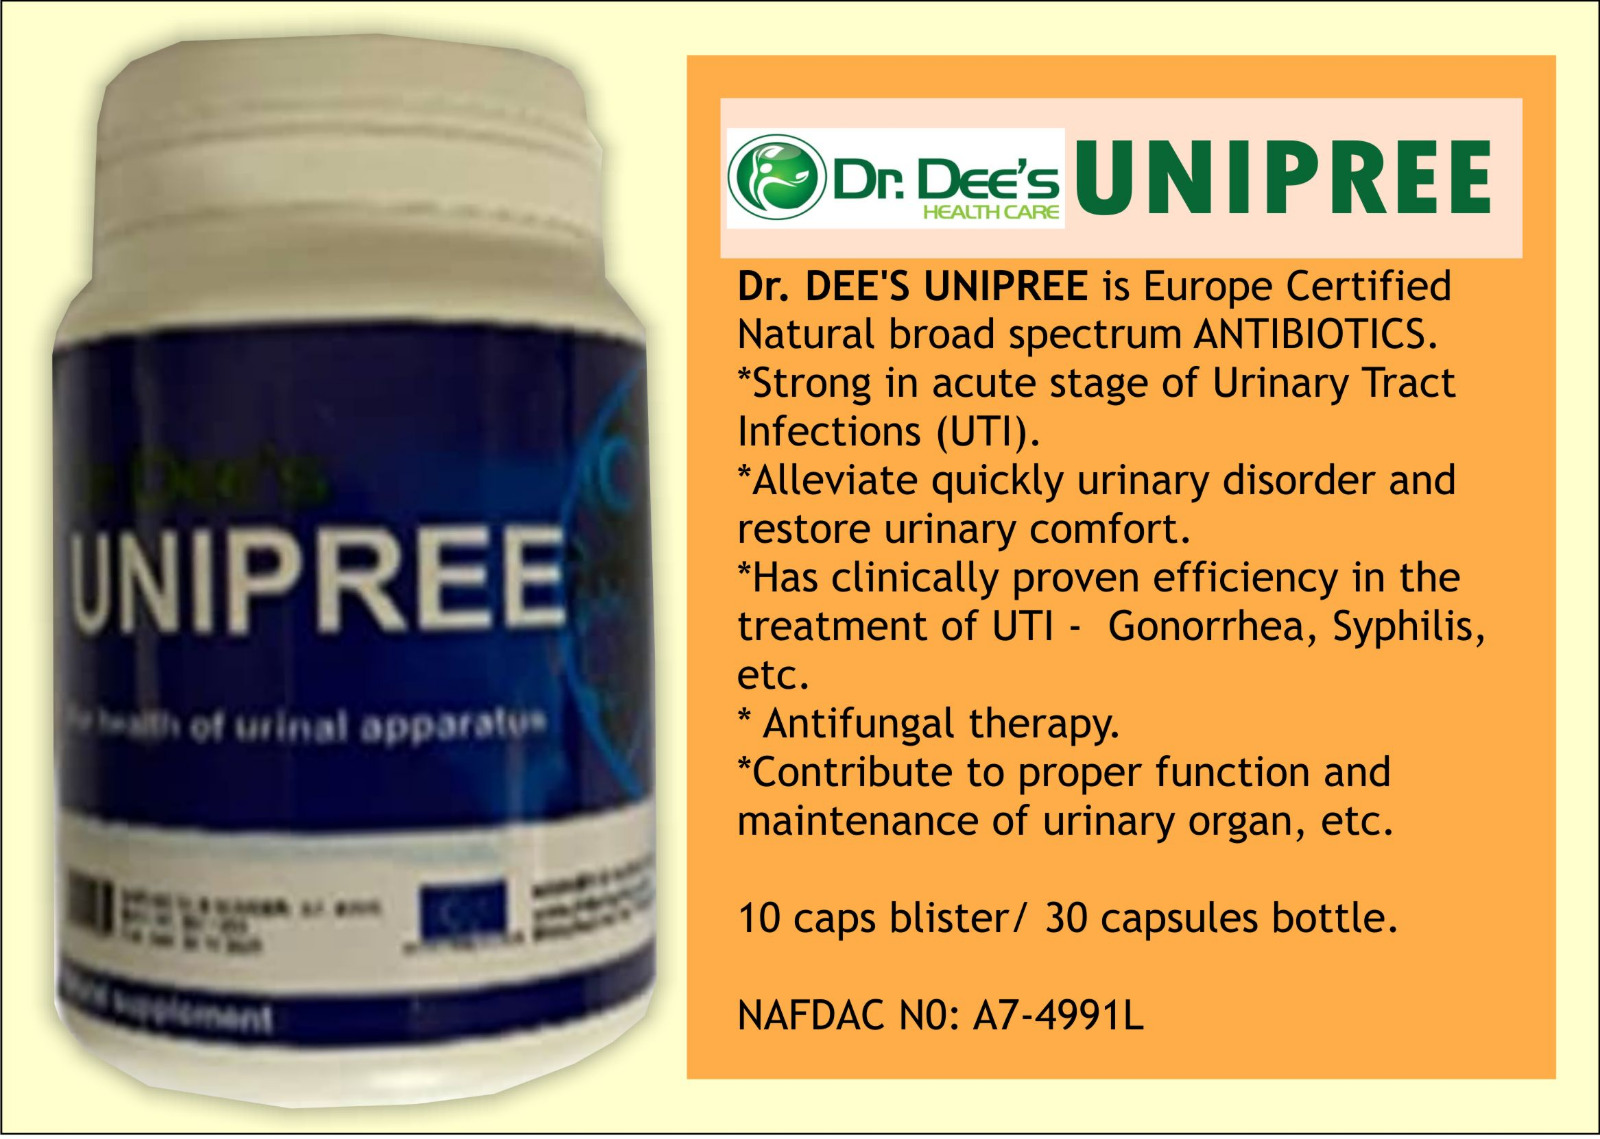 Dee's
UNIPREE
health of urinal apparatus
supplement
Dr. Dee's
HEALTH CARE
UNIPREE
Dr. DEE'S UNIPREE is Europe Certified
Natural broad spectrum ANTIBIOTICS.
*Strong in acute stage of Urinary Tract
Infections (UTI).
*Alleviate quickly urinary disorder and
restore urinary comfort.
*Has clinically proven efficiency in the
treatment of UTI -  Gonorrhea, Syphilis,
etc.
* Antifungal therapy.
*Contribute to proper function and
maintenance of urinary organ, etc.
10 caps blister/ 30 capsules bottle.
NAFDAC N0: A7-4991L